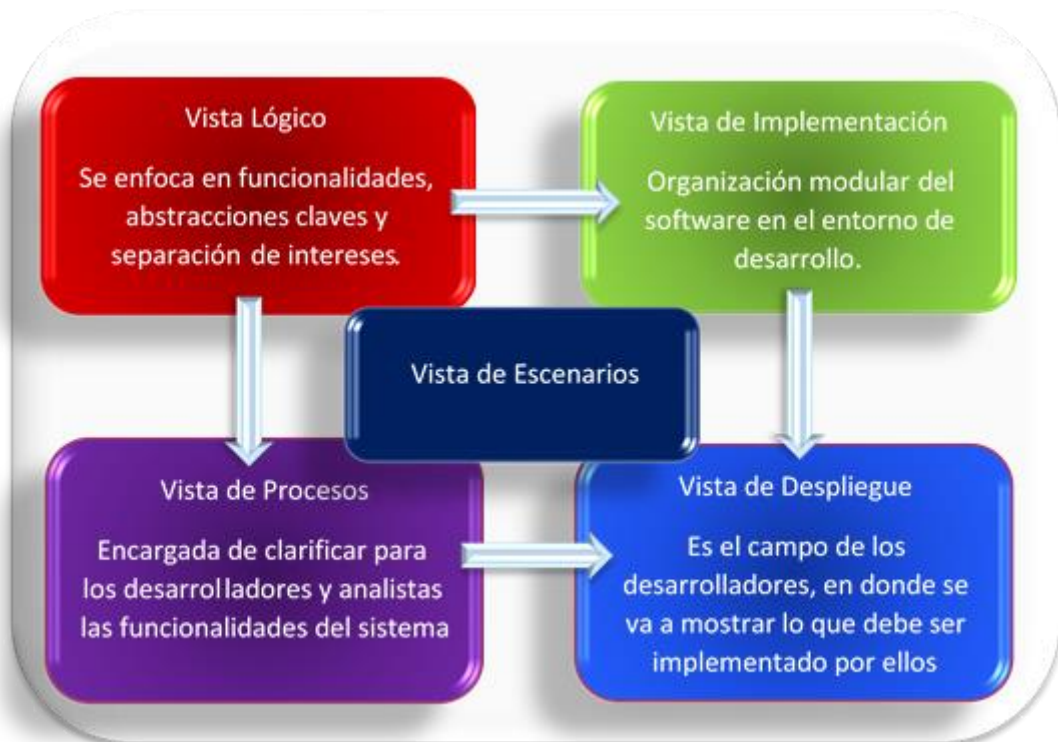 Vista Lógico
Se enfoca en funcionalidades,
abstracciones claves y
separación de intereses.
Vista de Implementación
Organización modular del
software en el entorno de
desarrollo.
Vista de Escenarios
Vista de Procesos
Encargada de clarificar para
los desarrolladores y analistas
las funcionalidades del sistema
Vista de Despliegue
Es el campo de los
desarrolladores, en donde se
va a mostrar lo que debe ser
implementado por ellos